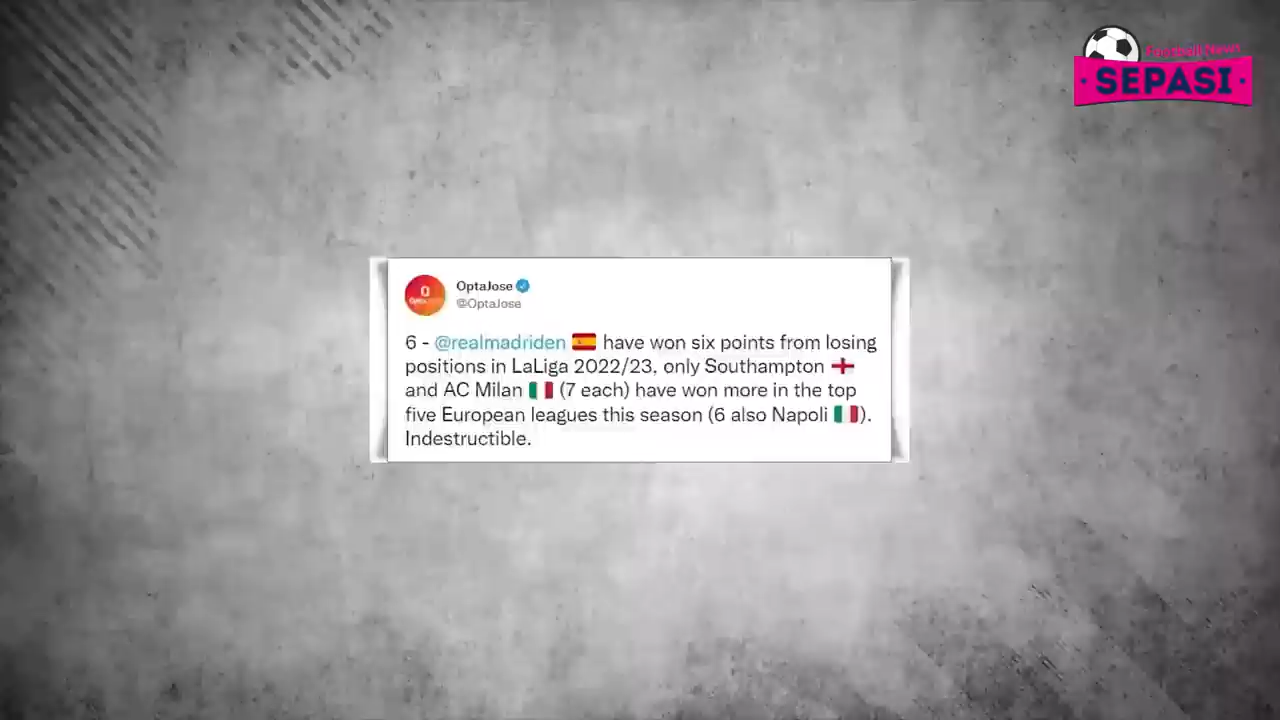 Football News
SEPASI
OptaJose
@OptaJose
6 - @realmadriden 🇪🇸 have won six points from losing
positions in LaLiga 2022/23, only Southampton 🏴󠁧󠁢󠁥󠁮󠁧󠁿
and AC Milan 🇮🇹 (7 each) have won more in the top
five European leagues this season (6 also Napoli 🇮🇹).
Indestructible.